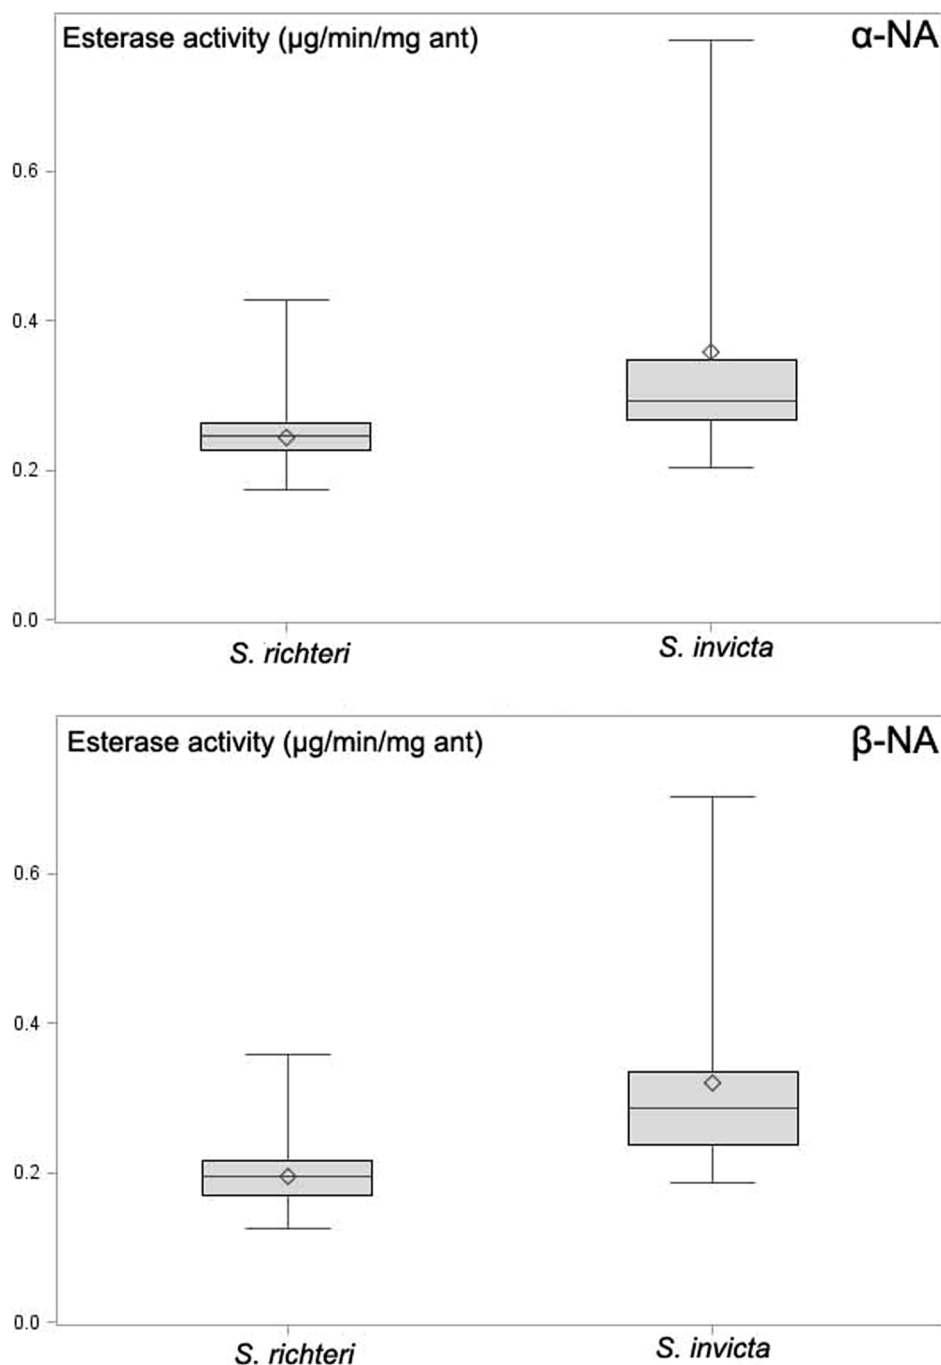 Esterase activity (µg/min/mg ant)
α-NA
0.6
0.4
0.2
0.0
S. richteri
S. invicta
Esterase activity (µg/min/mg ant)
β-NA
0.6
0.4
0.2
0.0
S. richteri
S. invicta